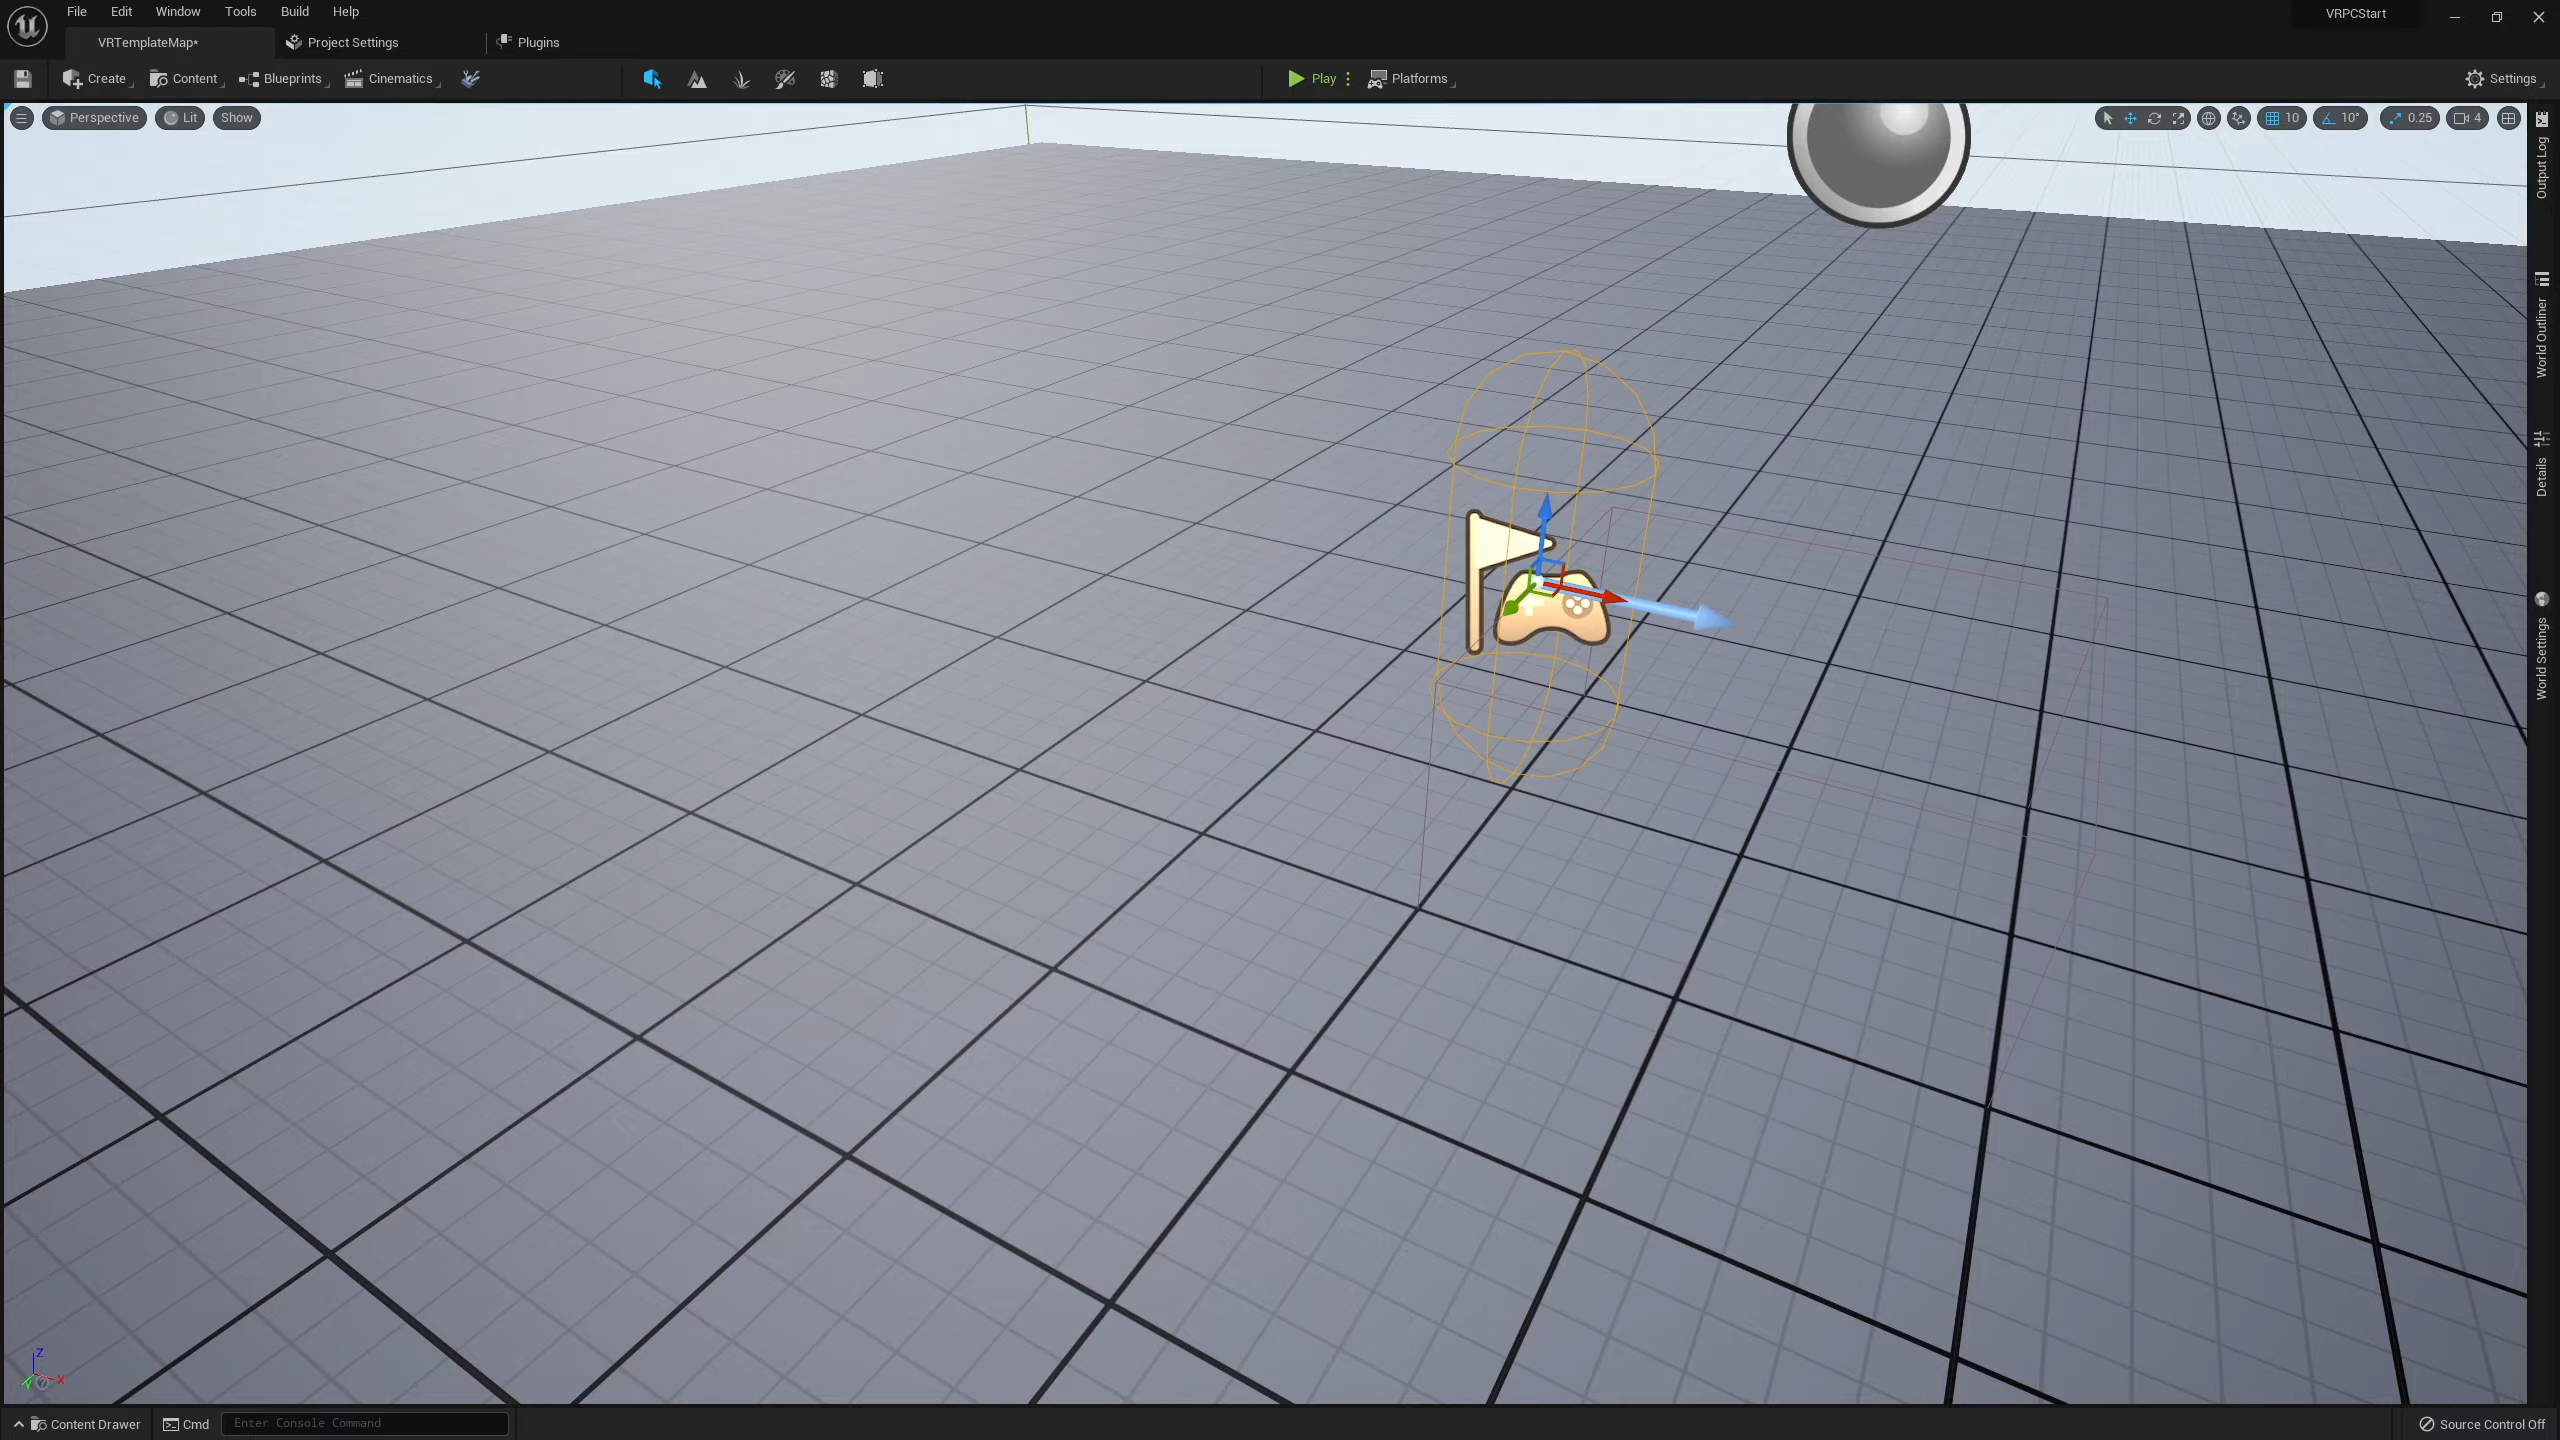 File Edit Window Tools Build Help
VRPCStart
VRTemplateMap*
Project Settings
Plugins
Create
Content
Blueprints
Cinematics
Play
Platforms
Settings
Perspective
Lit
Show
10
10°
0.25
4
Output Log
World Outliner
Details
World Settings
Z
X
Y
Content Drawer
Cmd
Enter Console Command
Source Control Off